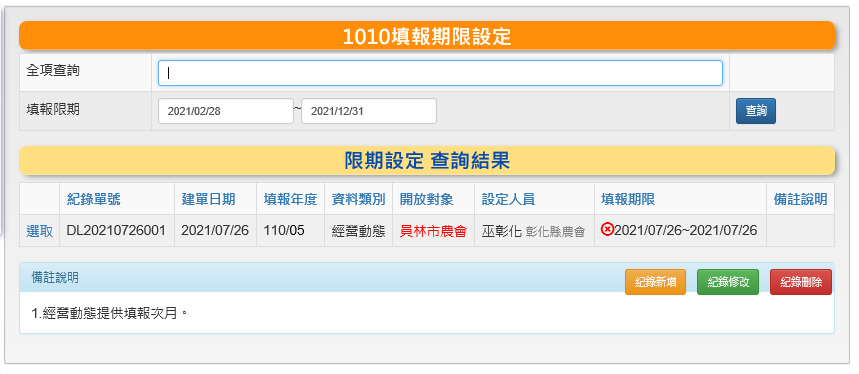 1010填報期限設定
全項查詢
填報限期 2021/02/28 ~ 2021/12/31 查詢
限期設定 查詢結果
紀錄單號 建單日期 填報年度 資料類別 開放對象 設定人員 填報期限 備註說明
選取 DL20210726001 2021/07/26 110/05 經營動態 員林市農會 巫彰化 彰化縣農會 2021/07/26~2021/07/26
備註說明 紀錄新增 紀錄修改 紀錄刪除
1.經營動態提供填報次月。